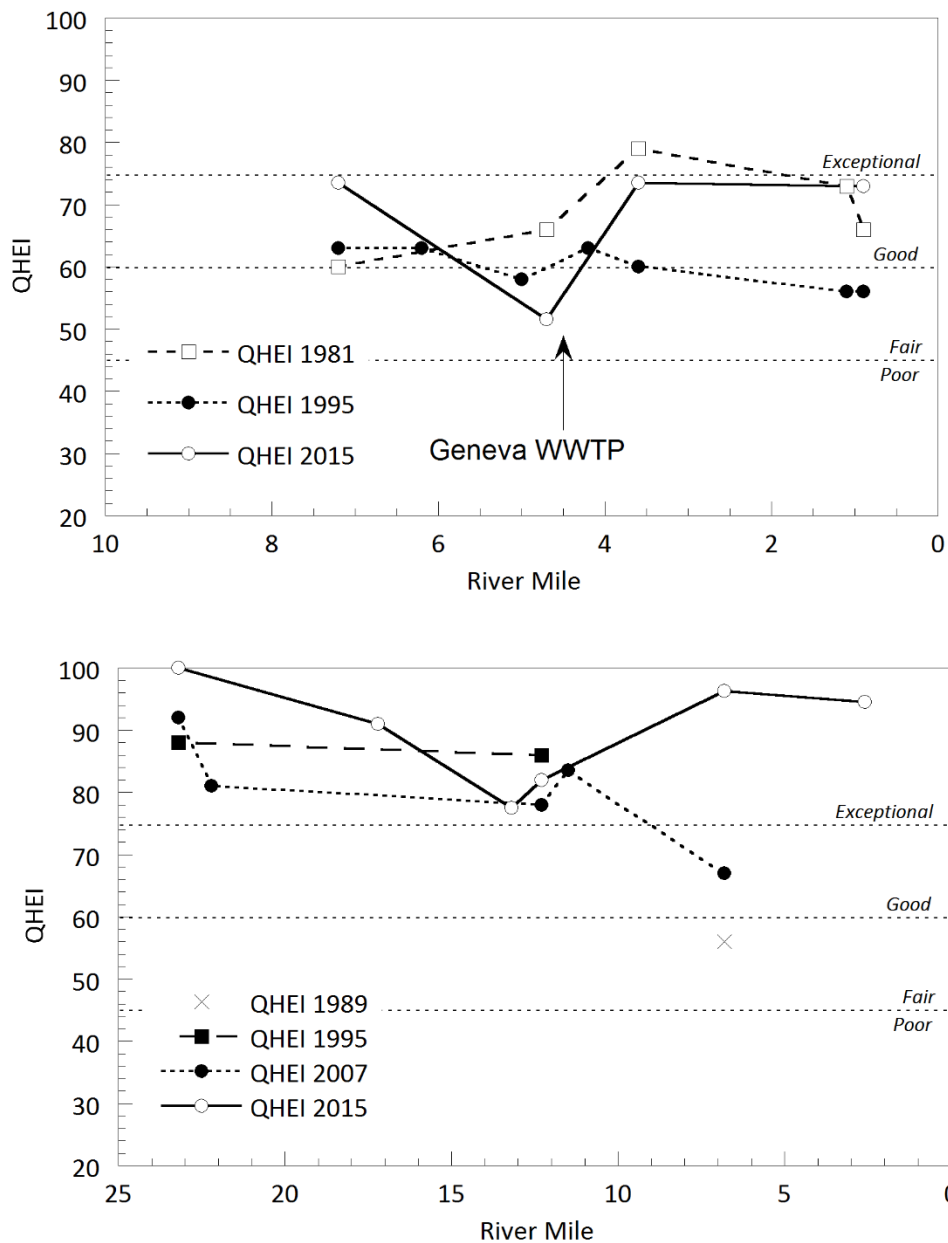 100
90
80
70
60
50
40
30
20
QHEI
Exceptional
Good
Fair
Poor
QHEI 1981
QHEI 1995
QHEI 2015
Geneva WWTP
10 8 6 4 2 0
River Mile
100
90
80
70
60
50
40
30
20
QHEI
Exceptional
Good
Fair
Poor
QHEI 1989
QHEI 1995
QHEI 2007
QHEI 2015
25 20 15 10 5 0
River Mile